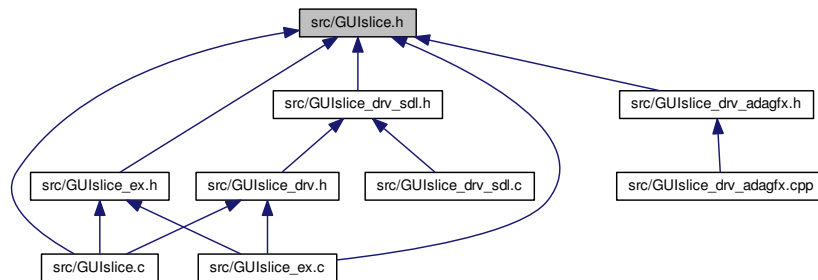 src/GUIslice.h
src/GUIslice_drv_sdl.h
src/GUIslice_drv_adagfx.h
src/GUIslice_ex.h
src/GUIslice_drv.h
src/GUIslice_drv_sdl.c
src/GUIslice_drv_adagfx.cpp
src/GUIslice.c
src/GUIslice_ex.c